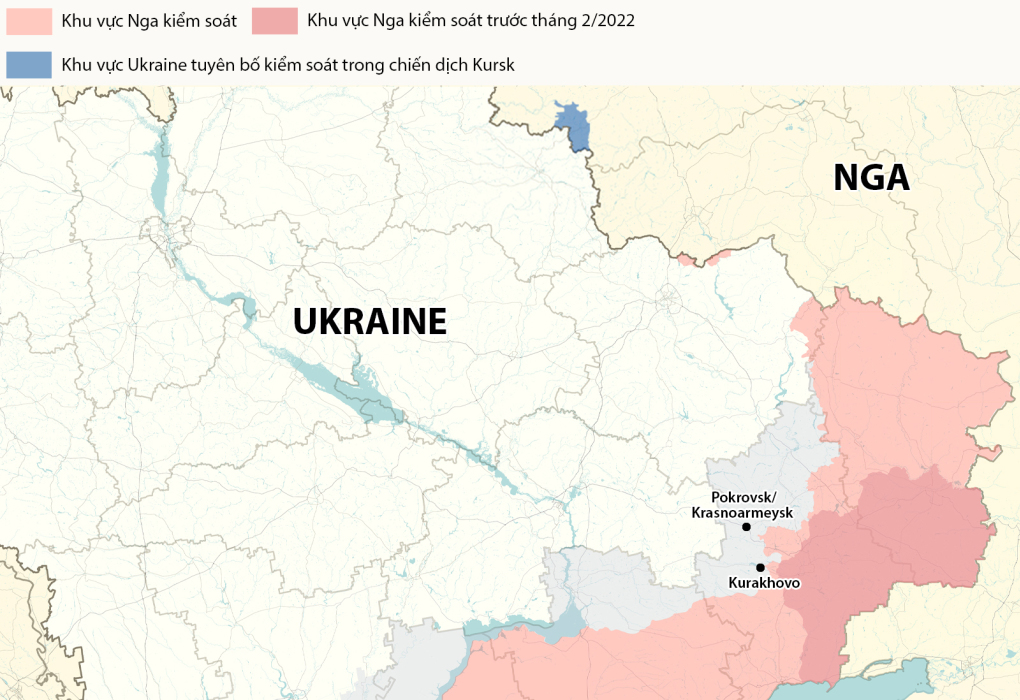 Khu vực Nga kiểm soát
Khu vực Nga kiểm soát trước tháng 2/2022
Khu vực Ukraine tuyên bố kiểm soát trong chiến dịch Kursk
NGA
UKRAINE
Pokrovsk/
Krasnoarmeysk
Kurakhovo